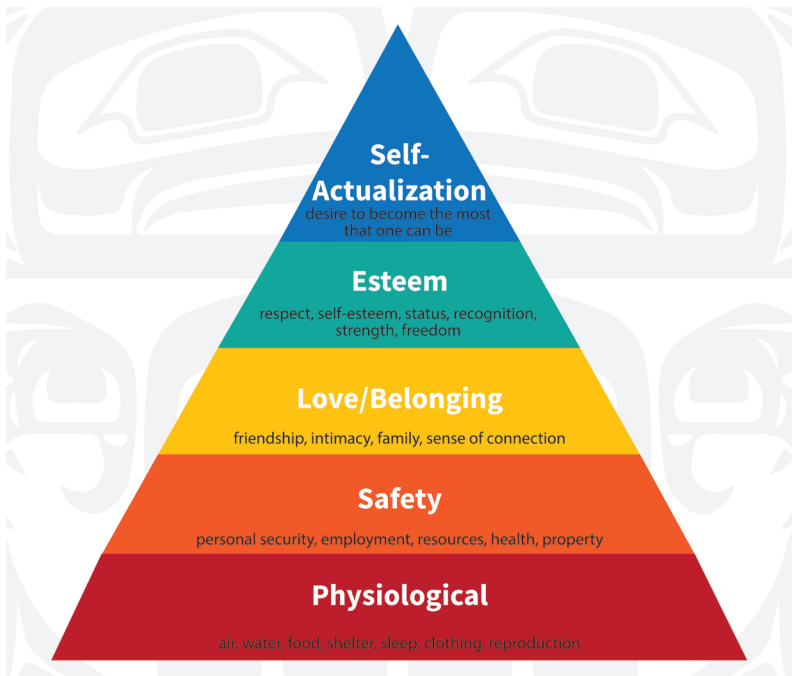 Self-
Actualization
desire to become the most
that one can be
Esteem
respect, self-esteem, status, recognition,
strength, freedom
Love/Belonging
friendship, intimacy, family, sense of connection
Safety
personal security, employment, resources, health, property
Physiological
air, water, food, shelter, sleep, clothing, reproduction